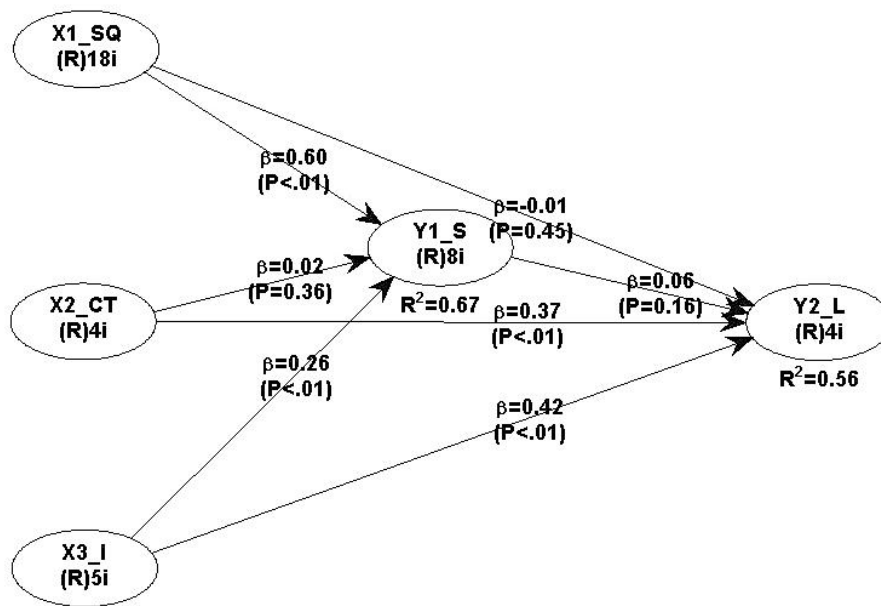 X1_SQ
(R)18i
β=0.60
(P<.01)
β=-0.01
(P=0.45)
Y1_S
(R)8i
R²=0.67
β=0.02
(P=0.36)
β=0.06
(P=0.16)
X2_CT
(R)4i
β=0.37
(P<.01)
Y2_L
(R)4i
R²=0.56
β=0.26
(P<.01)
β=0.42
(P<.01)
X3_I
(R)5i